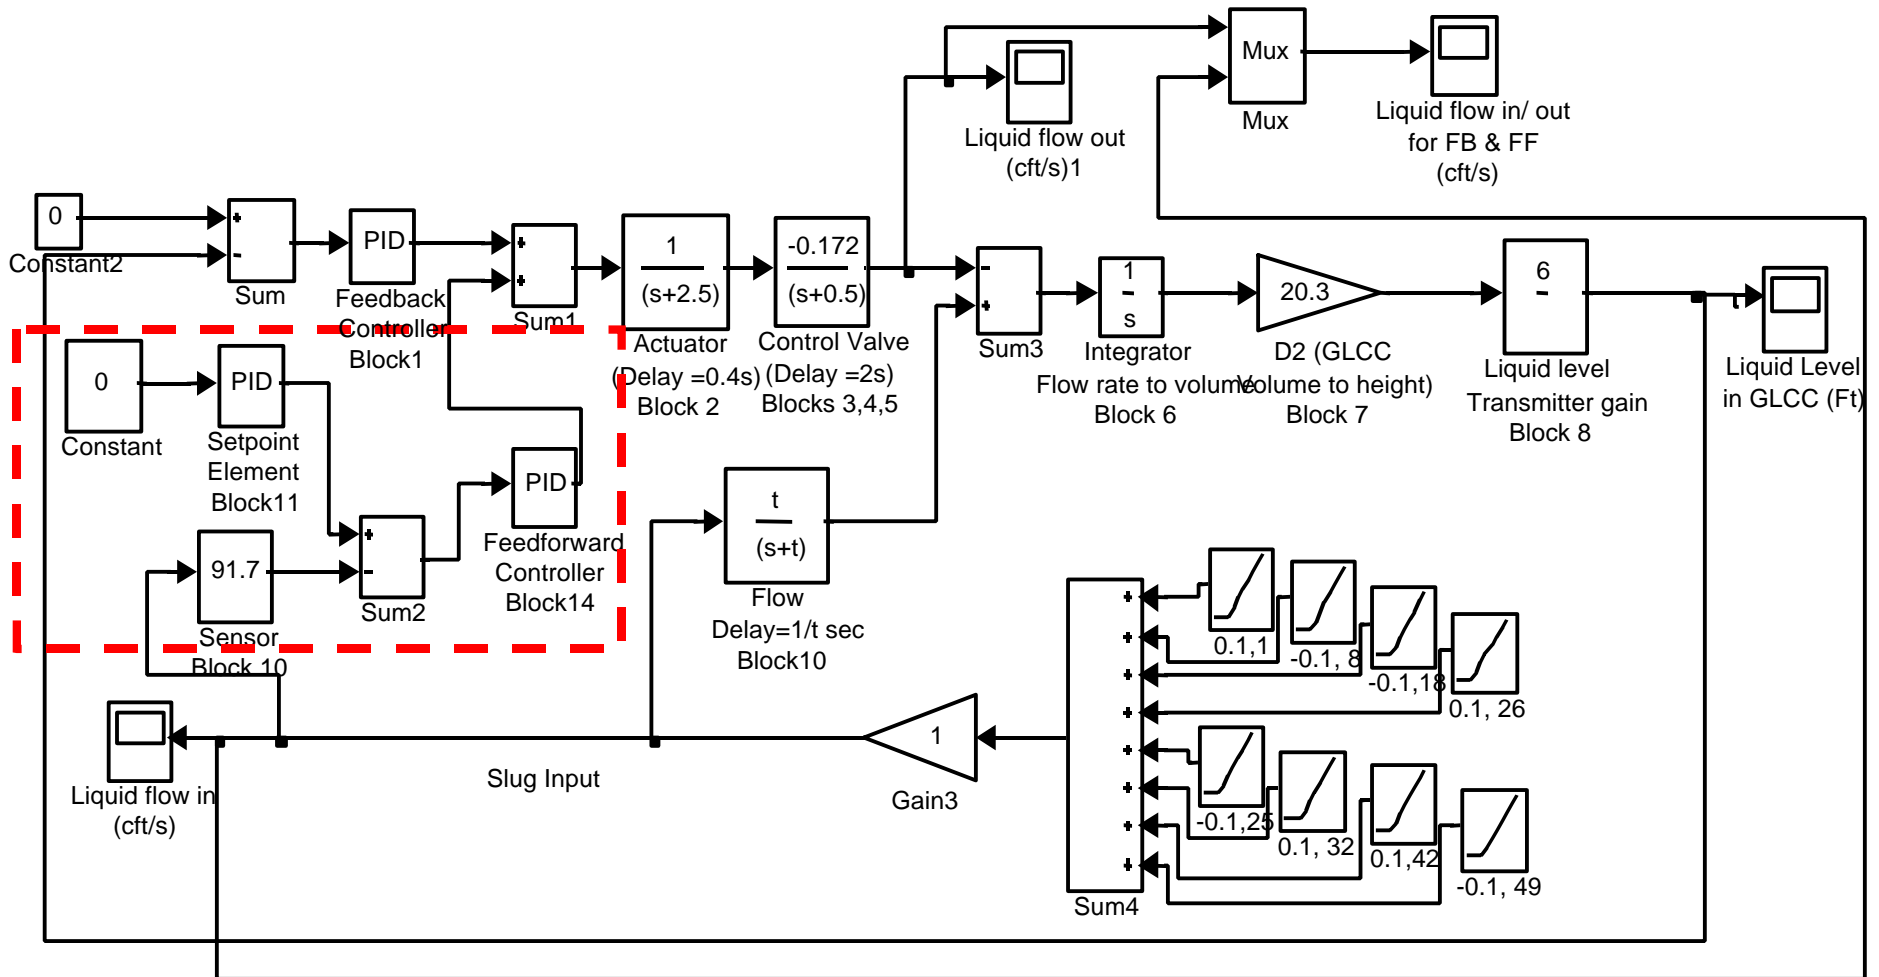 Mux
Mux
Liquid flow out
(cft/s)1
Liquid flow in/ out
for FB & FF
(cft/s)
0
Constant2
+
-
Sum
PID
Feedback
Controller
Block1
+
+
Sum1
1
(s+2.5)
Actuator
(Delay =0.4s)
Block 2
-0.172
(s+0.5)
Control Valve
(Delay =2s)
Blocks 3,4,5
-
+
Sum3
1
s
Integrator
Flow rate to volume
Block 6
20.3
D2 (GLCC
Volume to height)
Block 7
6
Liquid level
Transmitter gain
Block 8
Liquid Level
in GLCC (Ft)
0
Constant
PID
Setpoint
Element
Block11
91.7
Sensor
Block 10
+
-
Sum2
PID
Feedforward
Controller
Block14
t
(s+t)
Flow
Delay=1/t sec
Block10
Liquid flow in
(cft/s)
Slug Input
1
Gain3
+
+
+
+
+
+
+
+
Sum4
0.1,1
-0.1, 8
-0.1,18
0.1, 26
-0.1,25
0.1, 32
0.1,42
-0.1, 49